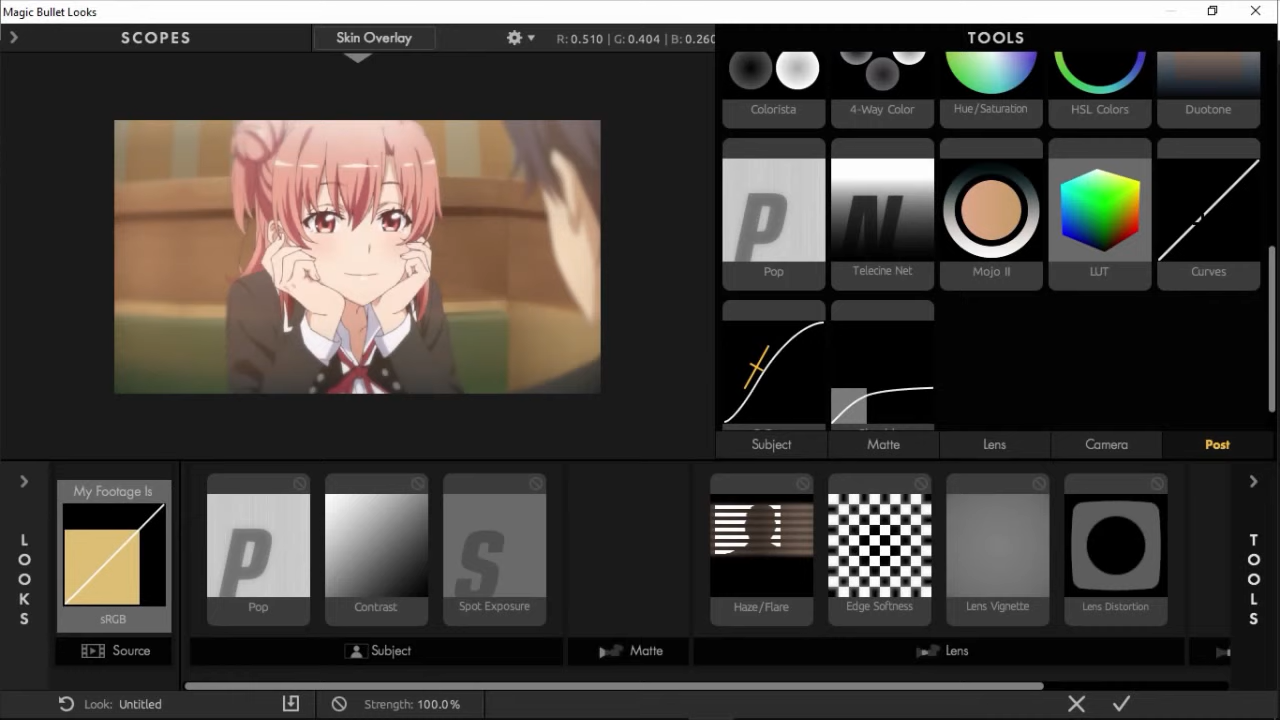 Magic Bullet Looks
SCOPES
Skin Overlay
R:0.510 | G:0.404 | B:0.260
TOOLS
Colorista
4-Way Color
Hue/Saturation
HSL Colors
Duotone
P
Pop
N
Telecine Net
Mojo II
LUT
Curves
Subject
Matte
Lens
Camera
Post
LOOKS
My Footage Is
sRGB
Source
P
Pop
Contrast
S
Spot Exposure
Subject
Matte
Haze/Flare
Edge Softness
Lens Vignette
Lens Distortion
Lens
TOOLS
Look: Untitled
Strength: 100.0%